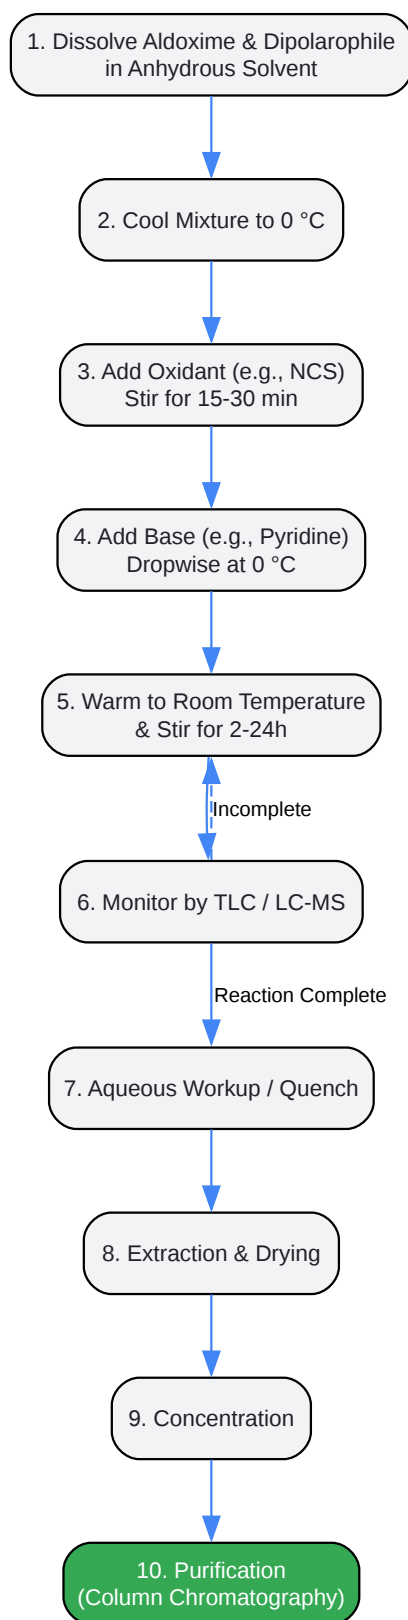 1. Dissolve Aldoxime & Dipolarophile
in Anhydrous Solvent
2. Cool Mixture to 0 °C
3. Add Oxidant (e.g., NCS)
Stir for 15-30 min
4. Add Base (e.g., Pyridine)
Dropwise at 0 °C
5. Warm to Room Temperature
& Stir for 2-24h
Incomplete
6. Monitor by TLC / LC-MS
Reaction Complete
7. Aqueous Workup / Quench
8. Extraction & Drying
9. Concentration
10. Purification
(Column Chromatography)